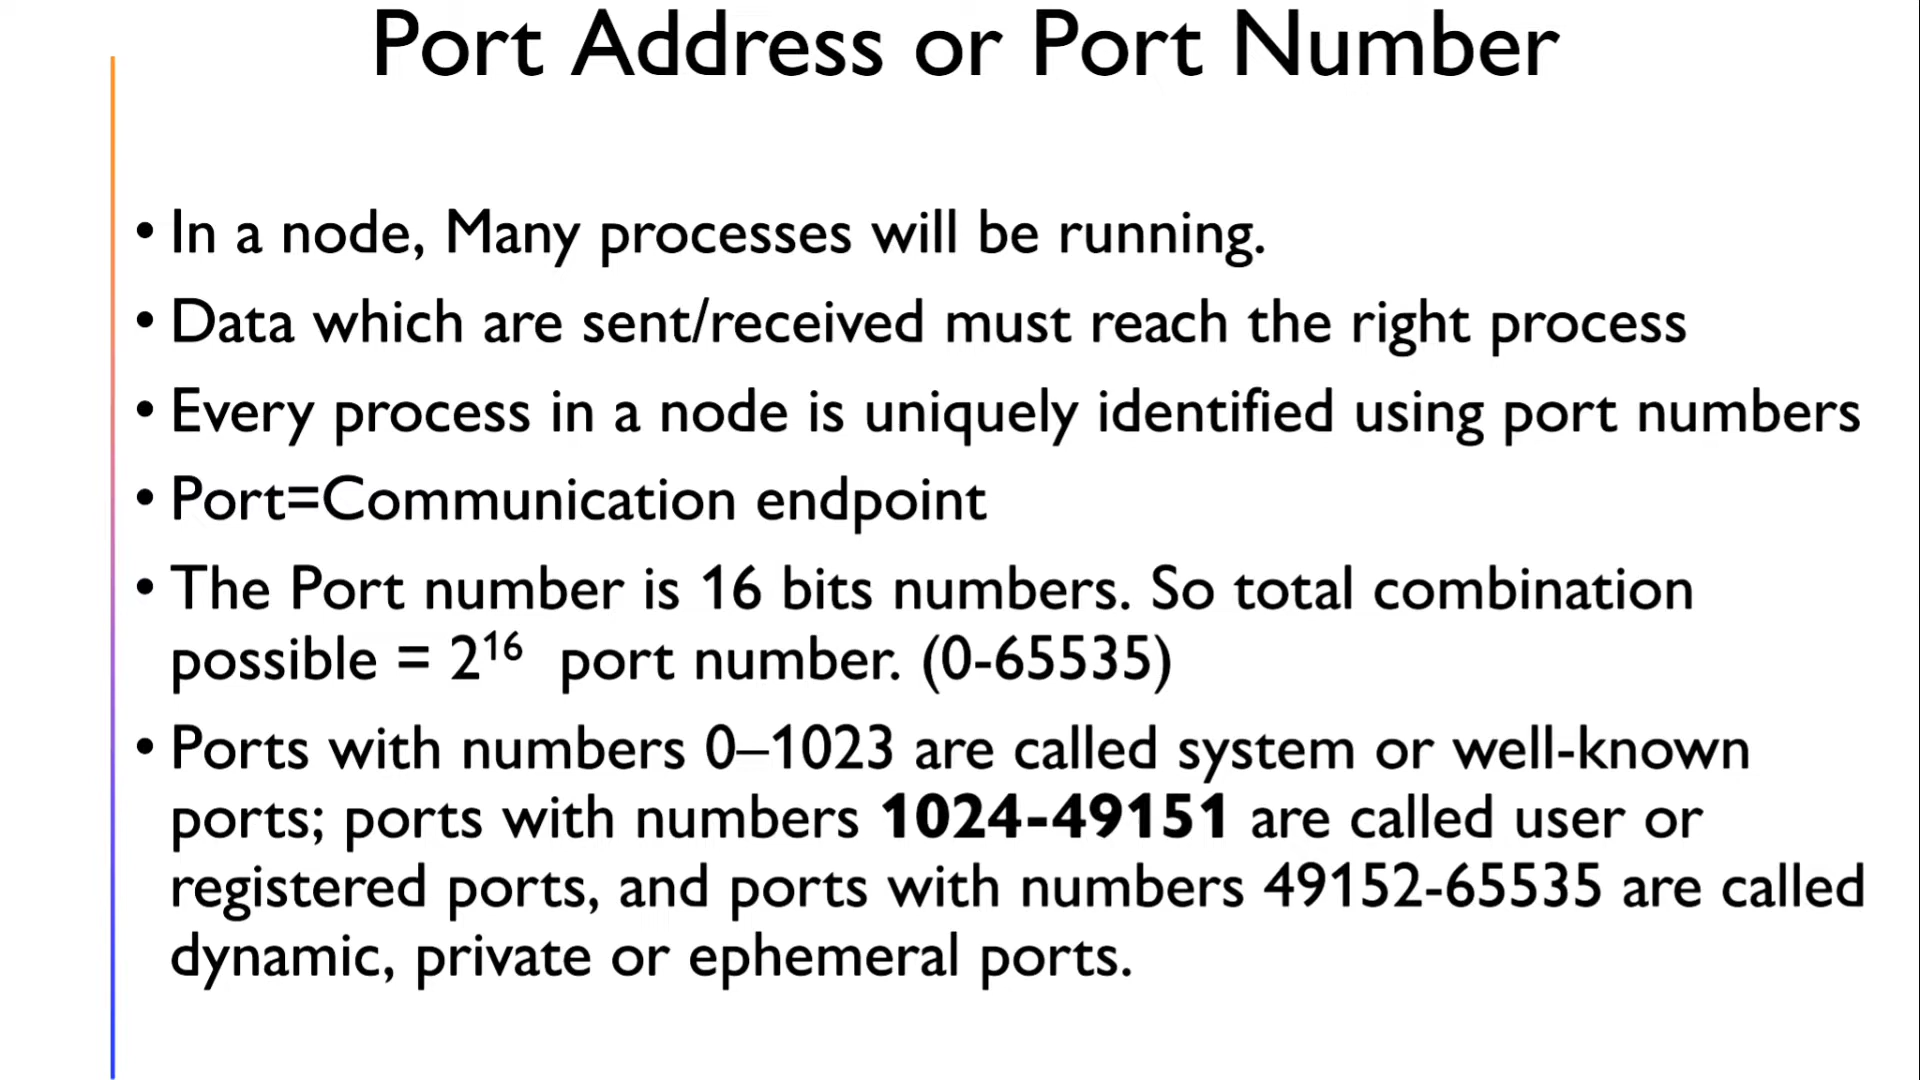 Port Address or Port Number
• In a node, Many processes will be running.
• Data which are sent/received must reach the right process
• Every process in a node is uniquely identified using port numbers
• Port=Communication endpoint
• The Port number is 16 bits numbers. So total combination
possible = 2¹⁶ port number. (0-65535)
• Ports with numbers 0–1023 are called system or well-known
ports; ports with numbers 1024-49151 are called user or
registered ports, and ports with numbers 49152-65535 are called
dynamic, private or ephemeral ports.